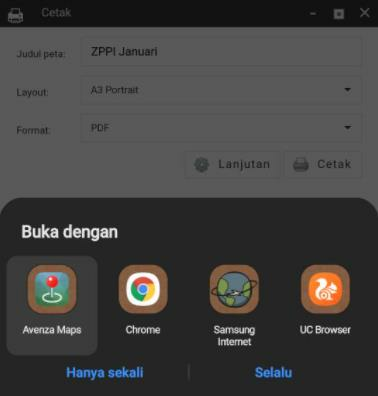 Cetak
Judul peta: ZPPI Januari
Layout: A3 Portrait
Format: PDF
Lanjutan Cetak
Buka dengan
Avenza Maps Chrome Samsung Internet UC Browser
Hanya sekali Selalu